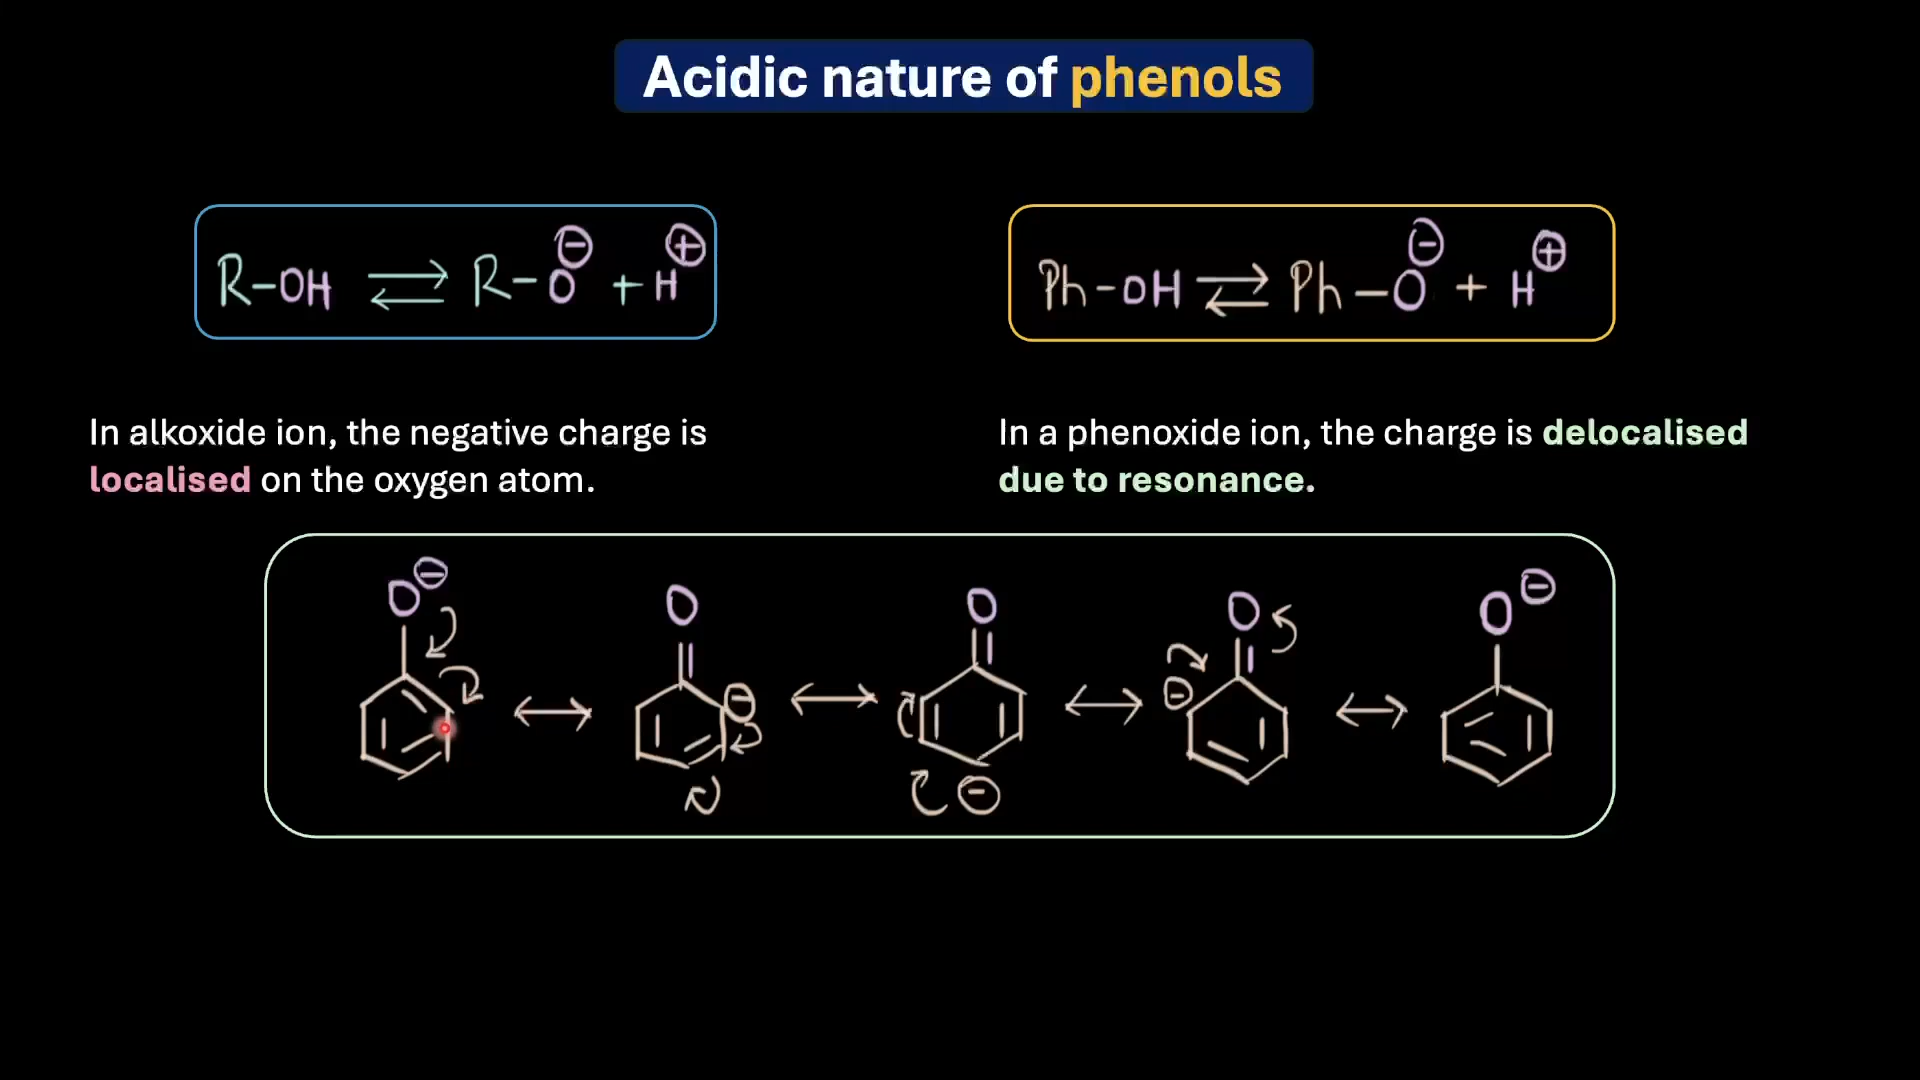 Acidic nature of phenols
R-OH ⇌ R-O⊖ + H⊕
Ph-OH ⇌ Ph-O⊖ + H⊕
In alkoxide ion, the negative charge is
localised on the oxygen atom.
In a phenoxide ion, the charge is delocalised
due to resonance.
O⊖ ↔ O ⊖ ↔ O ⊖ ↔ O ⊖ ↔ O⊖